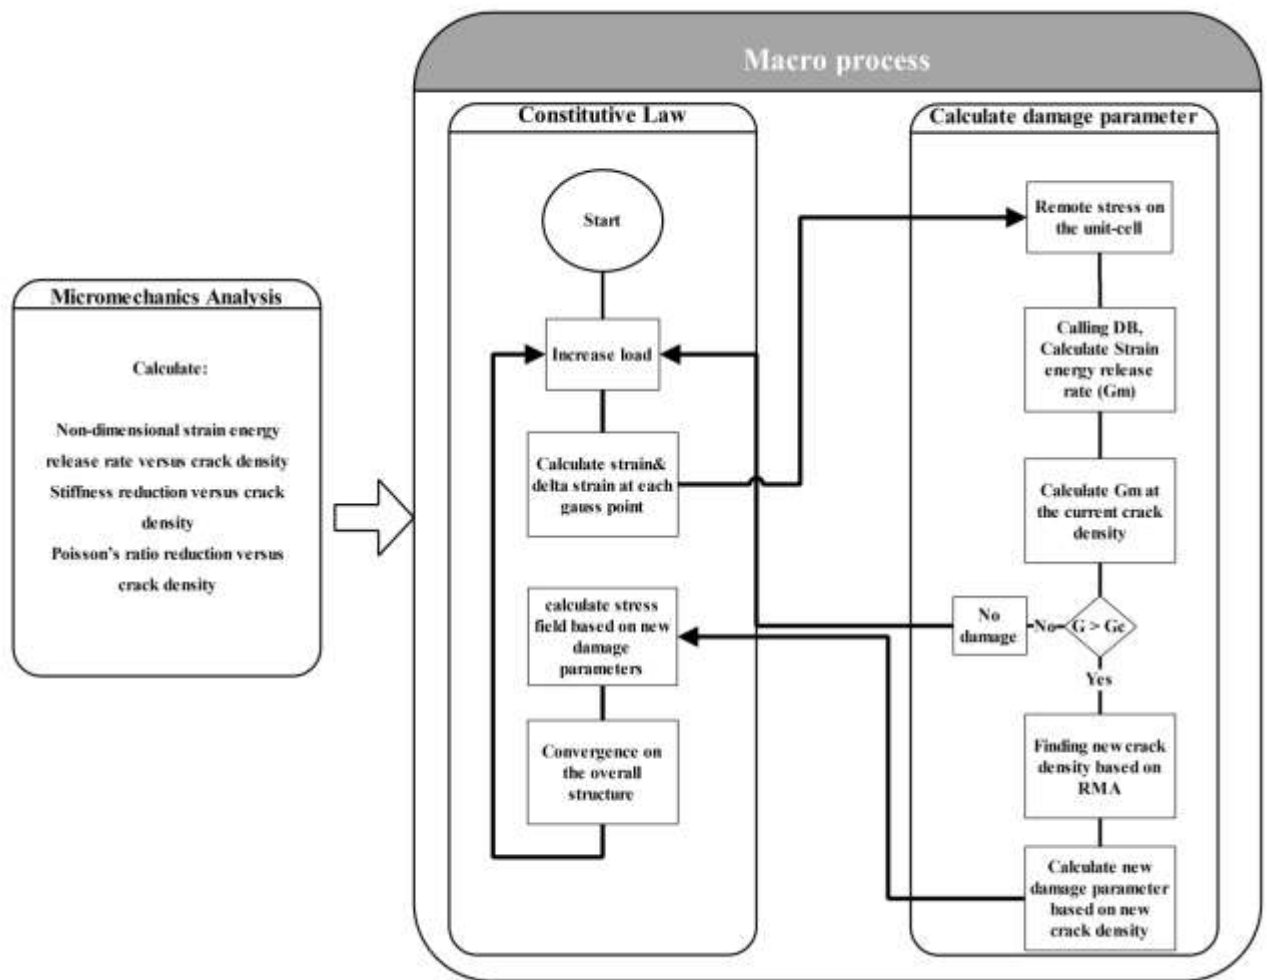 Macro process
Micromechanics Analysis
Calculate:
Non-dimensional strain energy
release rate versus crack density
Stiffness reduction versus crack
density
Poisson's ratio reduction versus
crack density
Constitutive Law
Start
Increase load
Calculate strain&
delta strain at each
gauss point
calculate stress
field based on new
damage
parameters
Convergence on
the overall
structure
Calculate damage parameter
Remote stress on
the unit-cell
Calling DB,
Calculate Strain
energy release
rate (Gm)
Calculate Gm at
the current crack
density
G > Gc
No
No
damage
Yes
Finding new crack
density based on
RMA
Calculate new
damage parameter
based on new
crack density